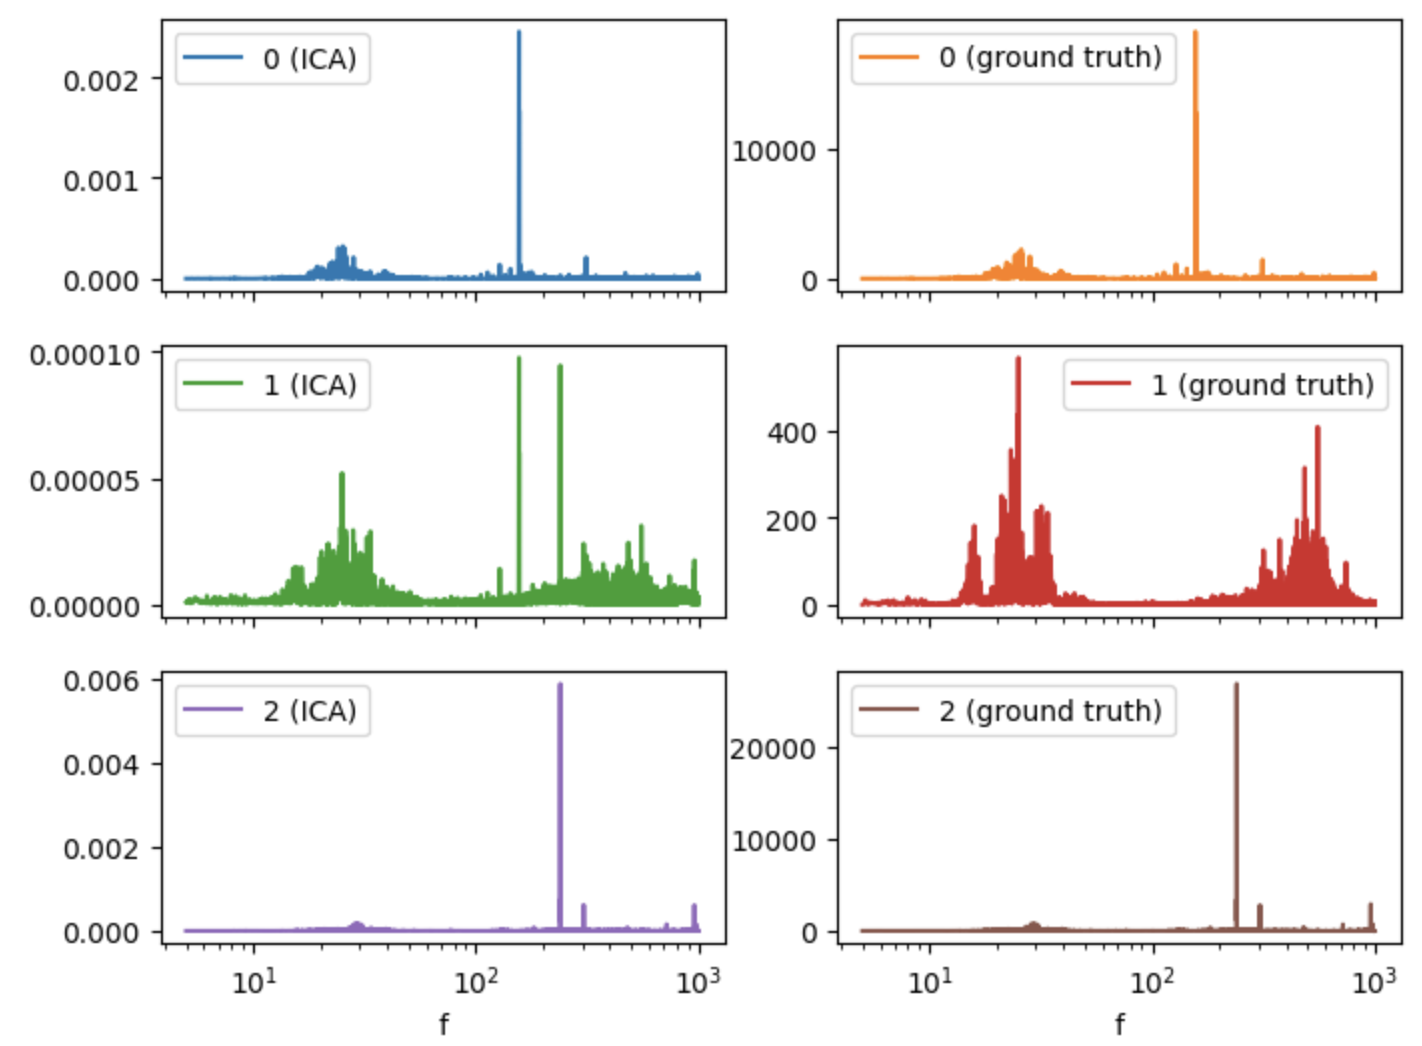 0 (ICA)
0.002
0.001
0.000
0 (ground truth)
10000
0
1 (ICA)
0.00010
0.00005
0.00000
1 (ground truth)
400
200
0
2 (ICA)
0.006
0.004
0.002
0.000
10¹ 10² 10³
f
2 (ground truth)
20000
10000
0
10¹ 10² 10³
f